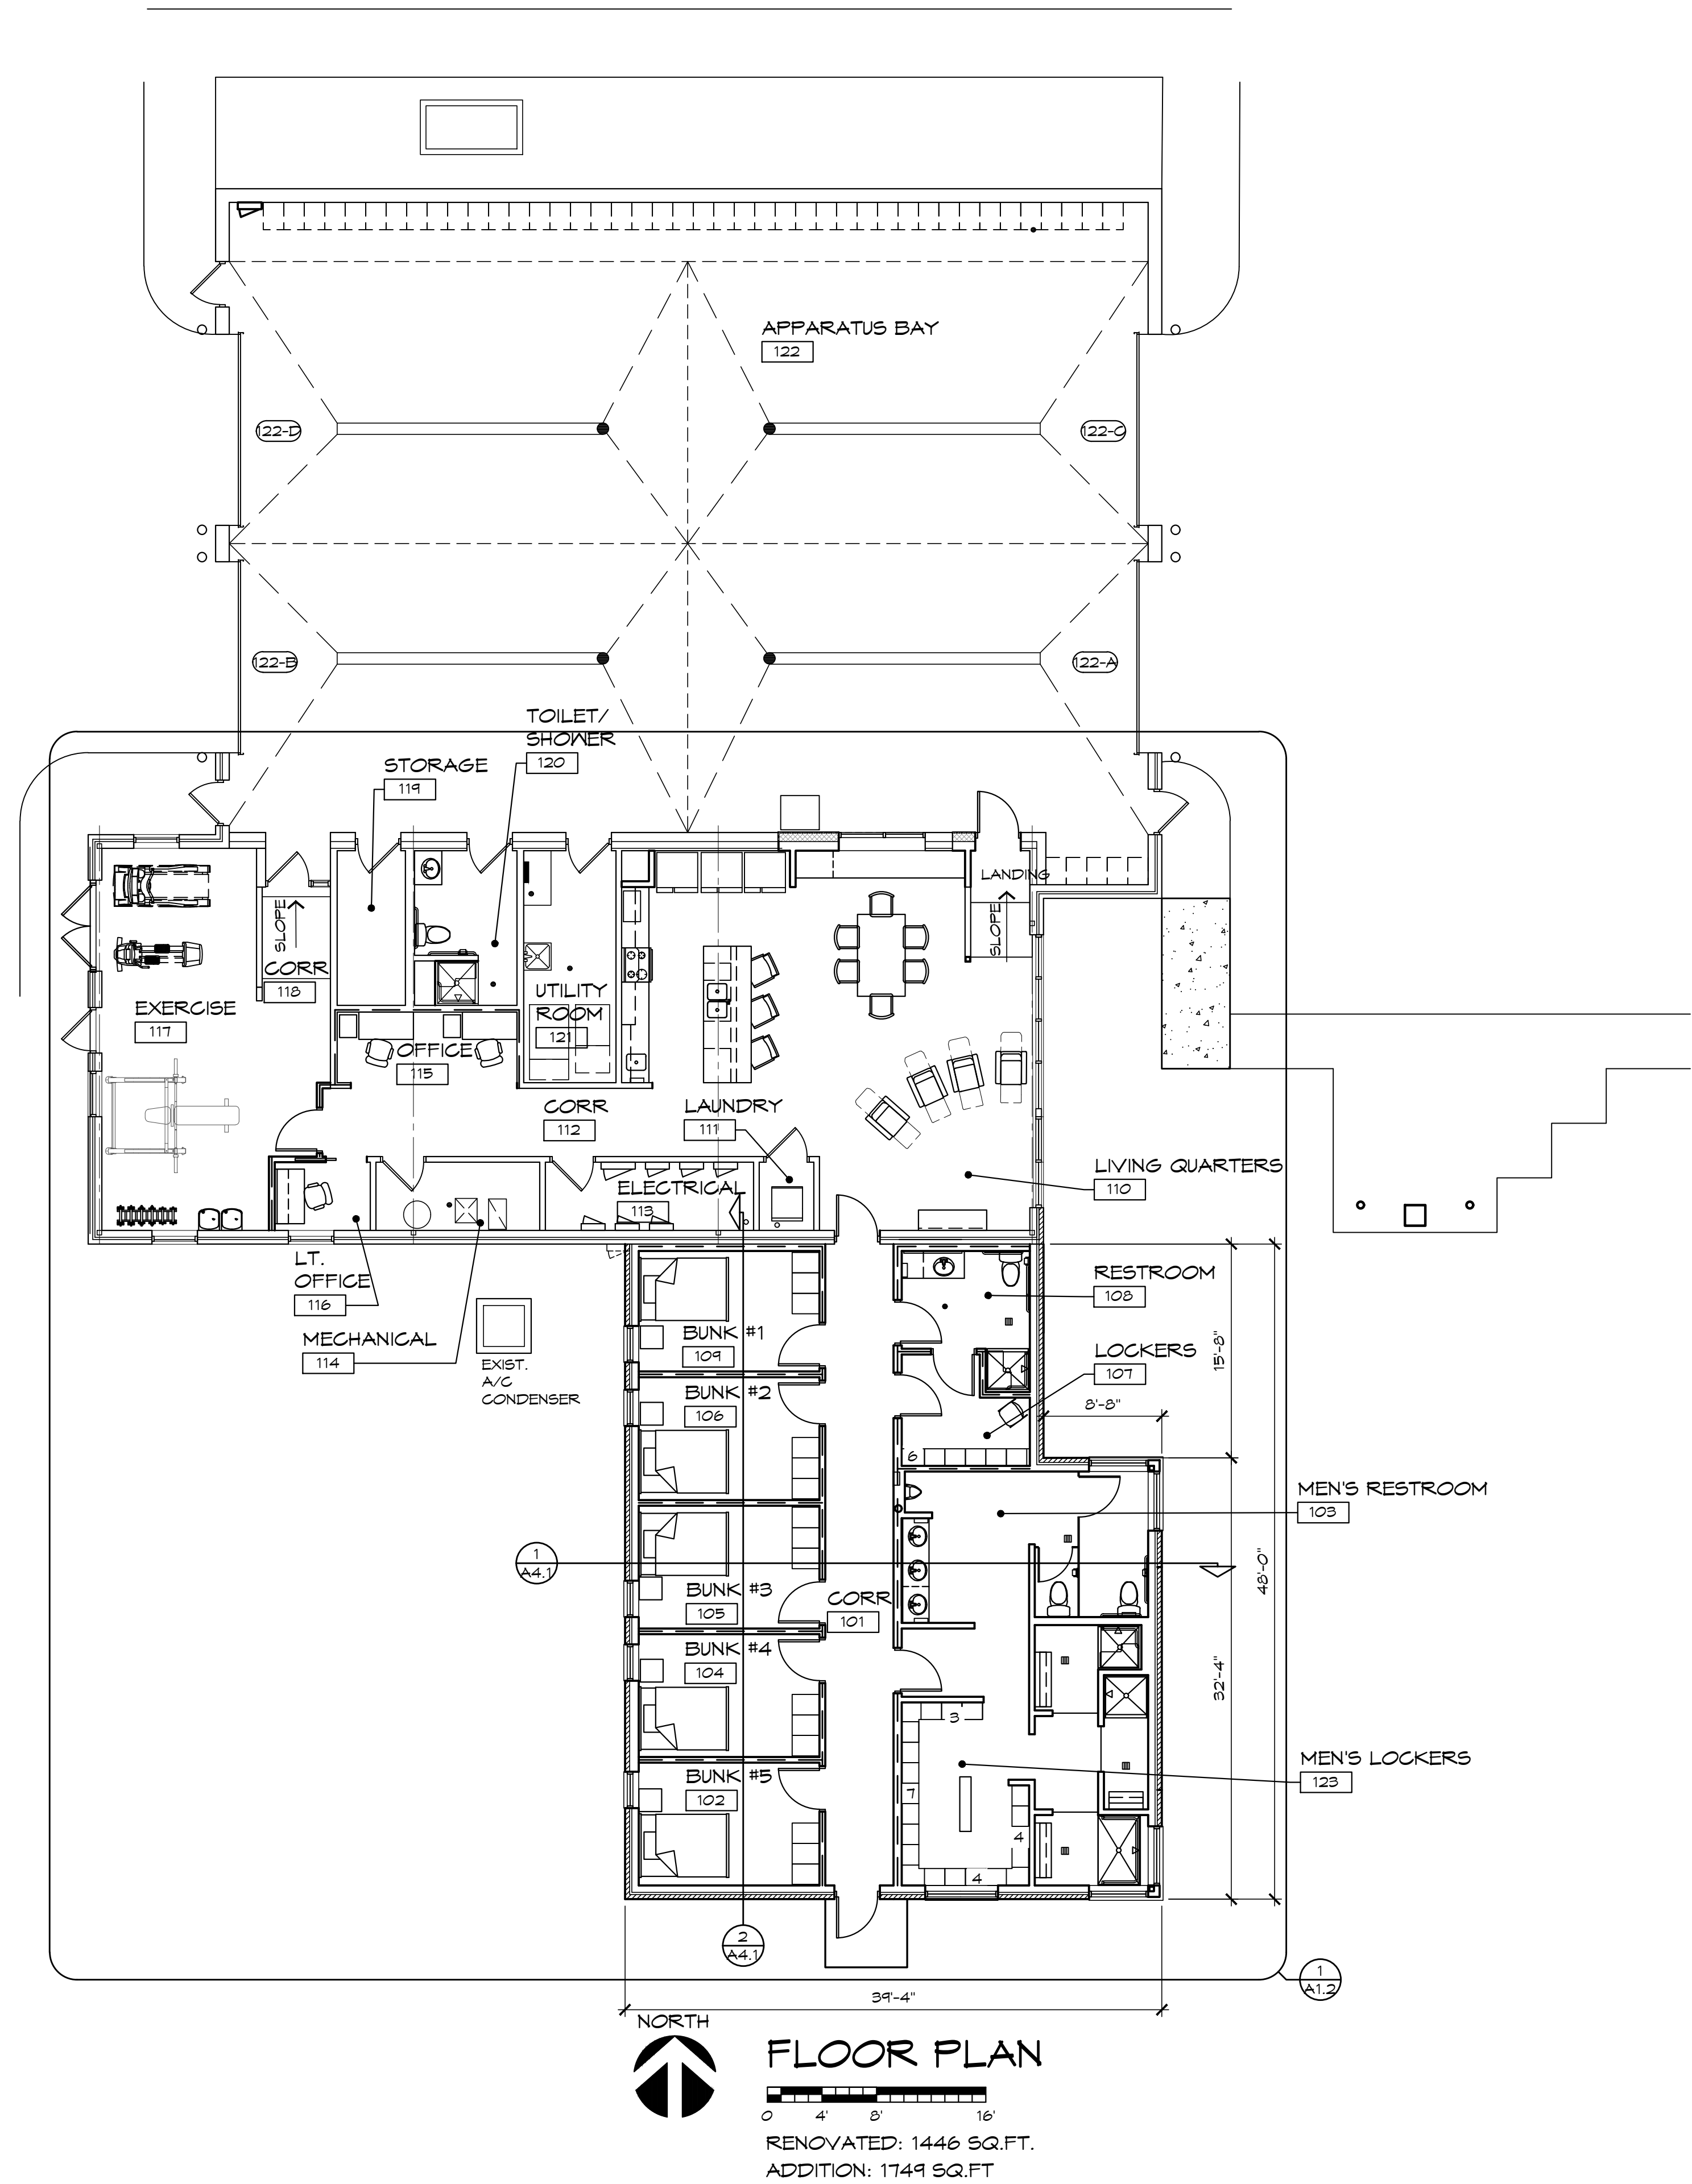 APPARATUS BAY
122
122-D
122-C
122-B
122-A
TOILET/
SHOWER
120
STORAGE
119
LANDING
SLOPE
SLOPE
CORR
118
EXERCISE
117
UTILITY
ROOM
121
OFFICE
115
CORR
112
LAUNDRY
111
LIVING QUARTERS
110
ELECTRICAL
113
LT.
OFFICE
116
MECHANICAL
114
EXIST.
A/C
CONDENSER
BUNK #1
109
RESTROOM
108
LOCKERS
107
15'-8"
8'-8"
BUNK #2
106
6
MEN'S RESTROOM
103
1
A4.1
48'-0"
BUNK #3
105
CORR
101
BUNK #4
104
32'-4"
3
MEN'S LOCKERS
123
BUNK #5
102
7
4
4
2
A4.1
1
A1.2
39'-4"
NORTH
FLOOR PLAN
0 4' 8' 16'
RENOVATED: 1446 SQ.FT.
ADDITION: 1749 SQ.FT